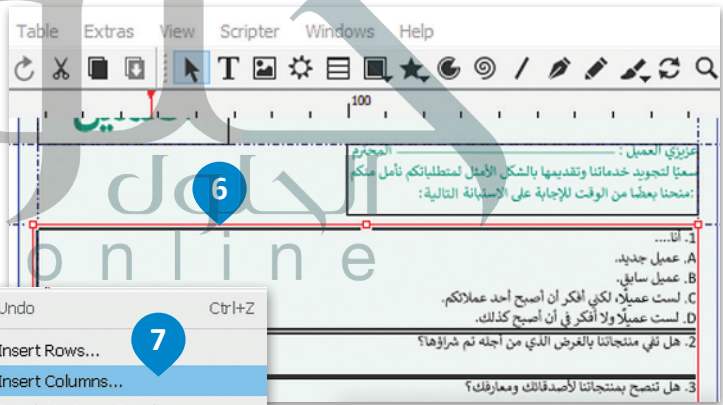 Table Extras View Scripter Windows Help
100
عزيزي العميل : ـــــــــــــــــــــــــــــ المحترم
سعيًا لتجويد خدماتنا وتقديمها بالشكل الأمثل لمتطلباتكم نأمل منكم
منحنا بعضًا من الوقت للإجابة على الاستبانة التالية:
6
1. أنا....
A. عميل جديد.
B. عميل سابق.
C. لست عميلًا، لكني أفكر أن أصبح أحد عملائكم.
D. لست عميلًا ولا أفكر في أن أصبح كذلك.
2. هل تفي منتجاتنا بالغرض الذي من أجله تم شراؤها؟
3. هل تنصح بمنتجاتنا لأصدقائك ومعارفك؟
Undo Ctrl+Z
7
Insert Rows...
Insert Columns...
حلول
online